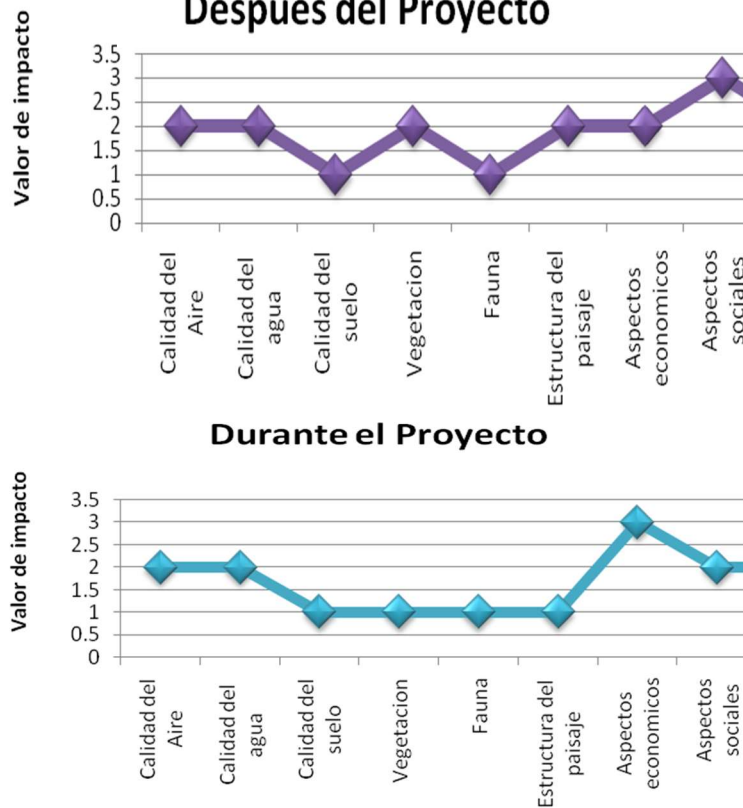 Despues del Proyecto
Valor de impacto
3.5
3
2.5
2
1.5
1
0.5
0
Calidad del
Aire
Calidad del
agua
Calidad del
suelo
Vegetacion
Fauna
Estructura del
paisaje
Aspectos
economicos
Aspectos
sociales
Durante el Proyecto
Valor de impacto
3.5
3
2.5
2
1.5
1
0.5
0
Calidad del
Aire
Calidad del
agua
Calidad del
suelo
Vegetacion
Fauna
Estructura del
paisaje
Aspectos
economicos
Aspectos
sociales